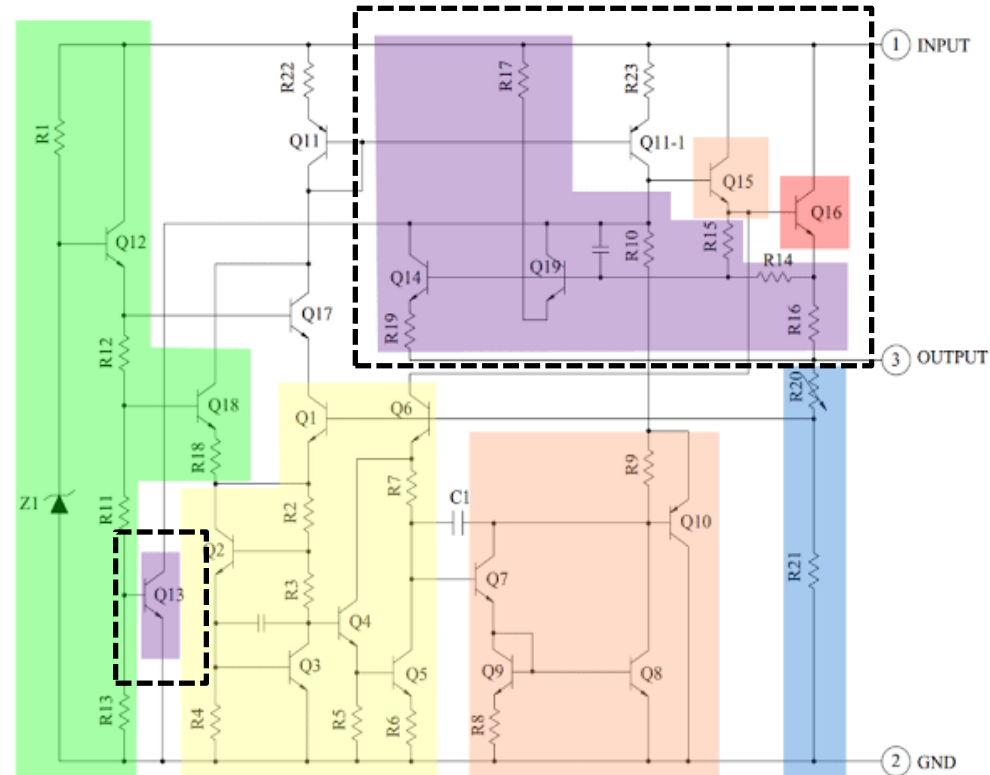 1 INPUT
R22
R17
R23
R1
Q11
Q11-1
Q15
Q16
Q12
R15
R10
R14
Q14
Q19
Q17
R19
R16
R12
3 OUTPUT
R20
Q18
Q1
Q6
R18
R7
R9
Z1
R11
R2
C1
Q10
Q2
Q13
R3
Q7
R21
Q4
Q3
Q5
Q9
Q8
R13
R4
R5
R6
R8
2 GND